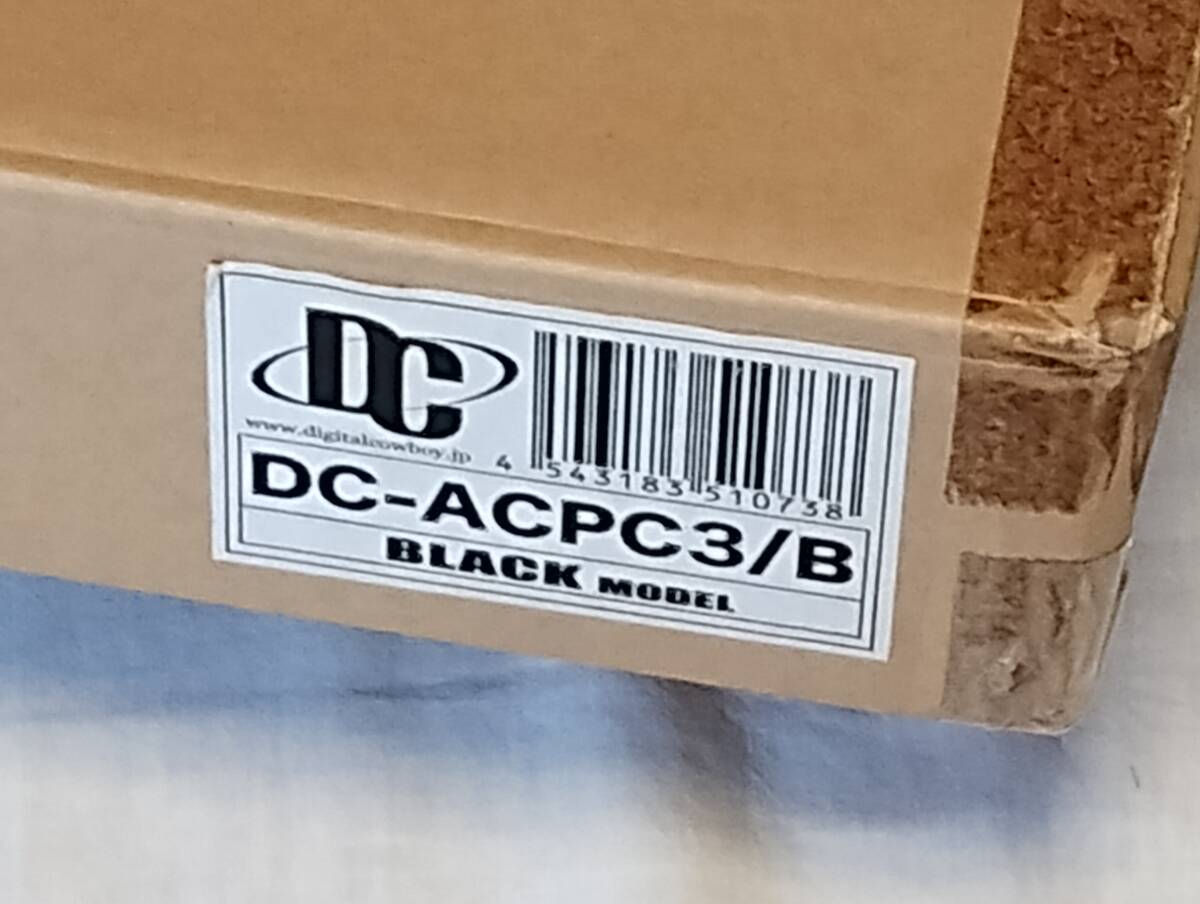 DC
www.digitalcowboy.jp
4 543183 510738
DC-ACPC3/B
BLACK MODEL